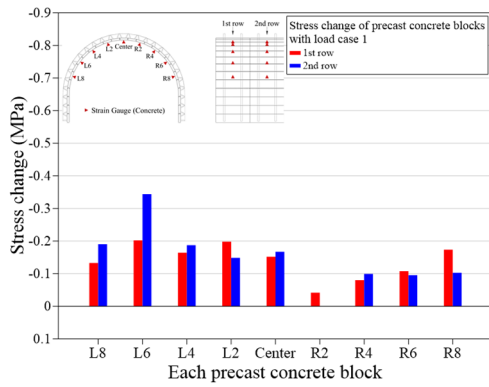 -0.9
-0.8
-0.7
-0.6
-0.5
-0.4
-0.3
-0.2
-0.1
0
0.1
Stress change (MPa)
L8 L6 L4 L2 Center R2 R4 R6 R8
Each precast concrete block
Center
L2 R2
L4 R4
L6 R6
L8 R8
Strain Gauge (Concrete)
1st row 2nd row
Stress change of precast concrete blocks
with load case 1
1st row
2nd row